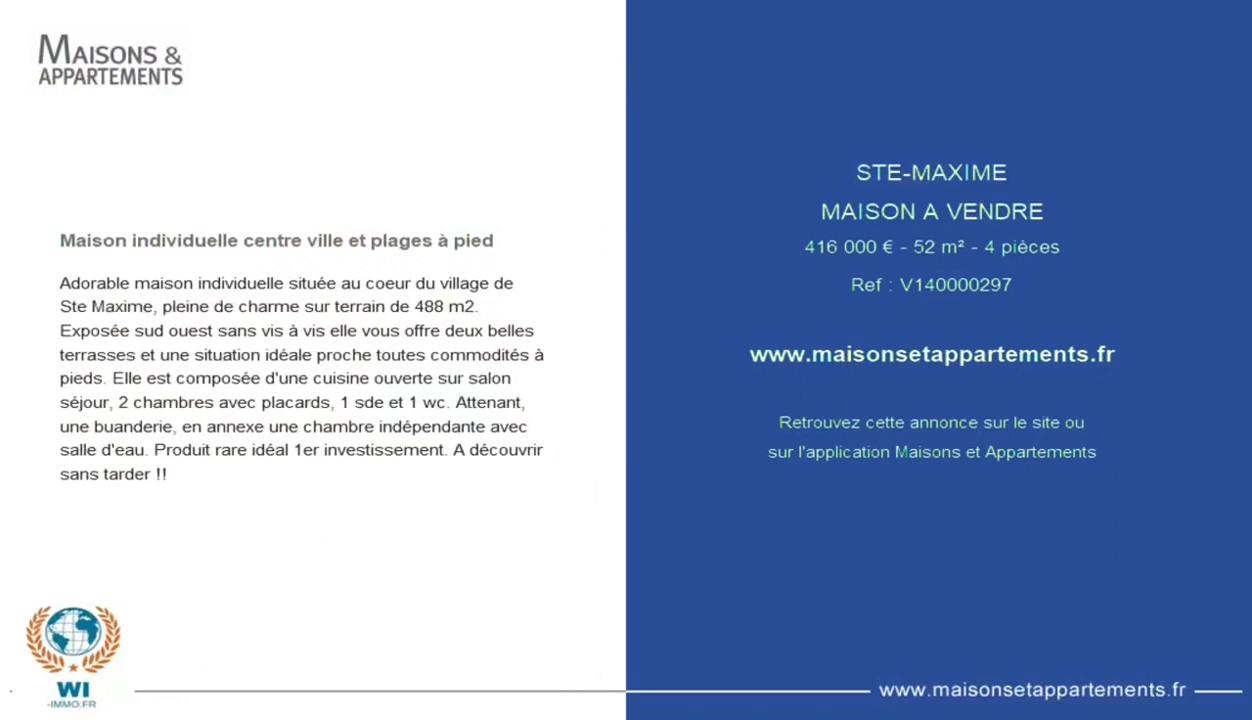 MAISONS &
APPARTEMENTS
Maison individuelle centre ville et plages à pied
Adorable maison individuelle située au coeur du village de
Ste Maxime, pleine de charme sur terrain de 488 m2.
Exposée sud ouest sans vis à vis elle vous offre deux belles
terrasses et une situation idéale proche toutes commodités à
pieds. Elle est composée d'une cuisine ouverte sur salon
séjour, 2 chambres avec placards, 1 sde et 1 wc. Attenant,
une buanderie, en annexe une chambre indépendante avec
salle d'eau. Produit rare idéal 1er investissement. A découvrir
sans tarder !!
WI
-IMMO.FR
STE-MAXIME
MAISON A VENDRE
416 000 € - 52 m² - 4 pièces
Ref : V140000297
www.maisonsetappartements.fr
Retrouvez cette annonce sur le site ou
sur l'application Maisons et Appartements
www.maisonsetappartements.fr